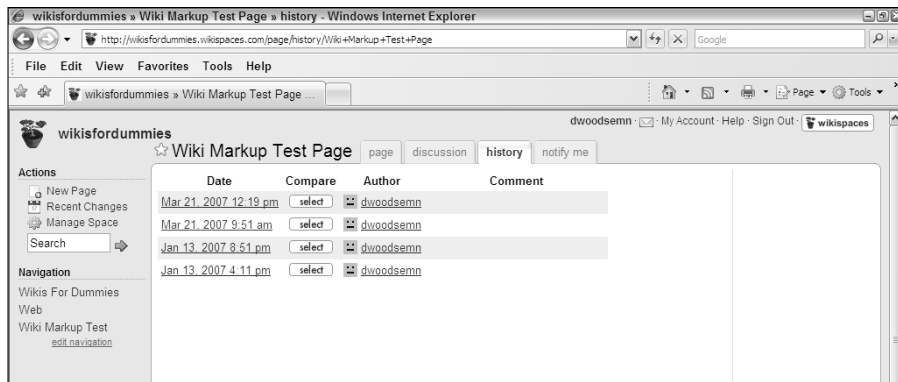 wikisfordummies » Wiki Markup Test Page » history - Windows Internet Explorer
http://wikisfordummies.wikispaces.com/page/history/Wiki+Markup+Test+Page
Google
File Edit View Favorites Tools Help
wikisfordummies » Wiki Markup Test Page ...
Page Tools
dwoodsemn · My Account · Help · Sign Out · wikispaces
wikisfordummies
Wiki Markup Test Page page discussion history notify me
Actions
New Page
Recent Changes
Manage Space
Search
Navigation
Wikis For Dummies
Web
Wiki Markup Test
edit navigation
Date Compare Author Comment
Mar 21, 2007 12:19 pm select dwoodsemn
Mar 21, 2007 9:51 am select dwoodsemn
Jan 13, 2007 8:51 pm select dwoodsemn
Jan 13, 2007 4:11 pm select dwoodsemn